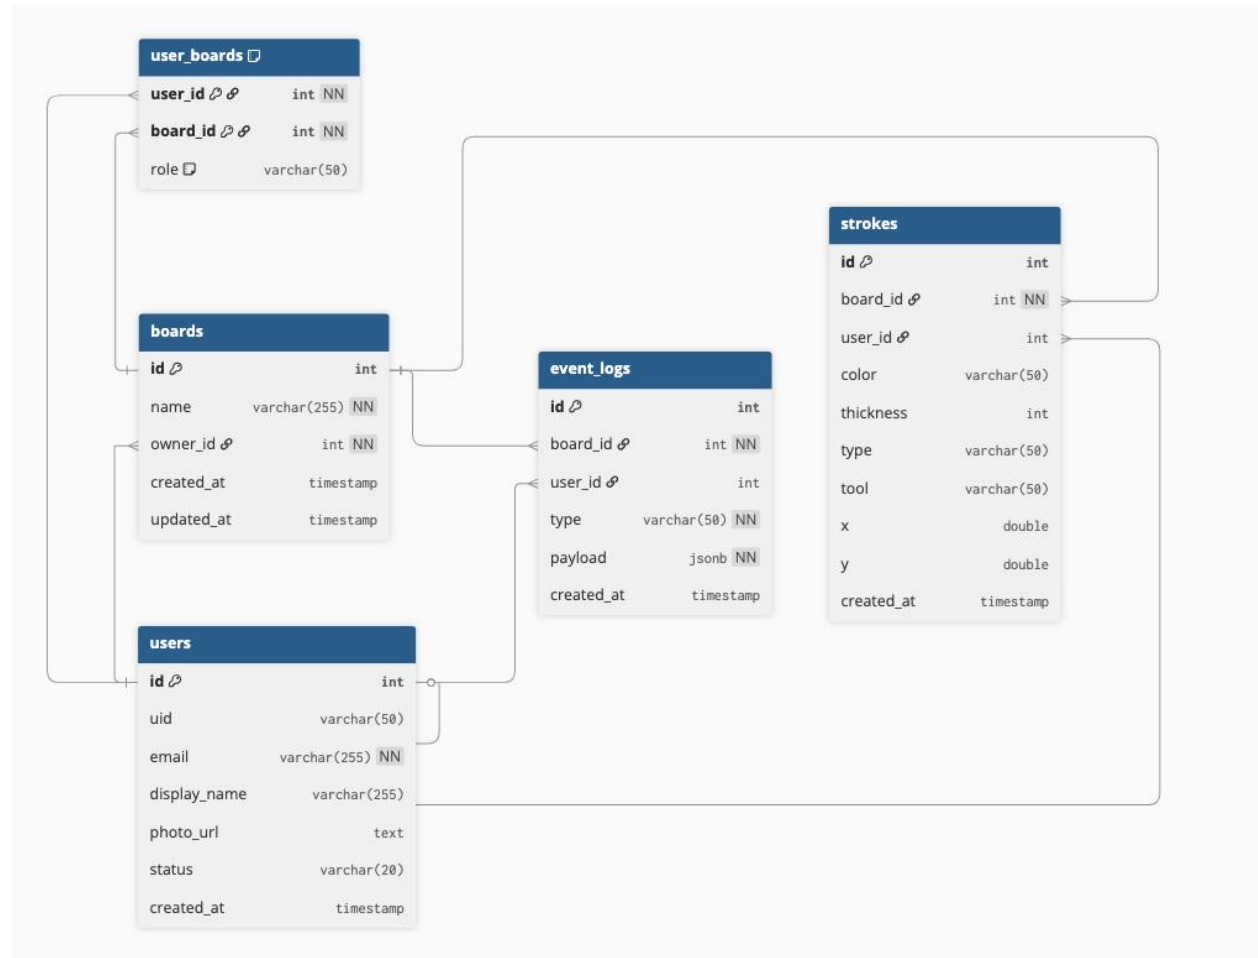 user_boards
user_id int NN
board_id int NN
role varchar(50)
boards
id int
name varchar(255) NN
owner_id int NN
created_at timestamp
updated_at timestamp
users
id int
uid varchar(50)
email varchar(255) NN
display_name varchar(255)
photo_url text
status varchar(20)
created_at timestamp
event_logs
id int
board_id int NN
user_id int
type varchar(50) NN
payload jsonb NN
created_at timestamp
strokes
id int
board_id int NN
user_id int
color varchar(50)
thickness int
type varchar(50)
tool varchar(50)
x double
y double
created_at timestamp